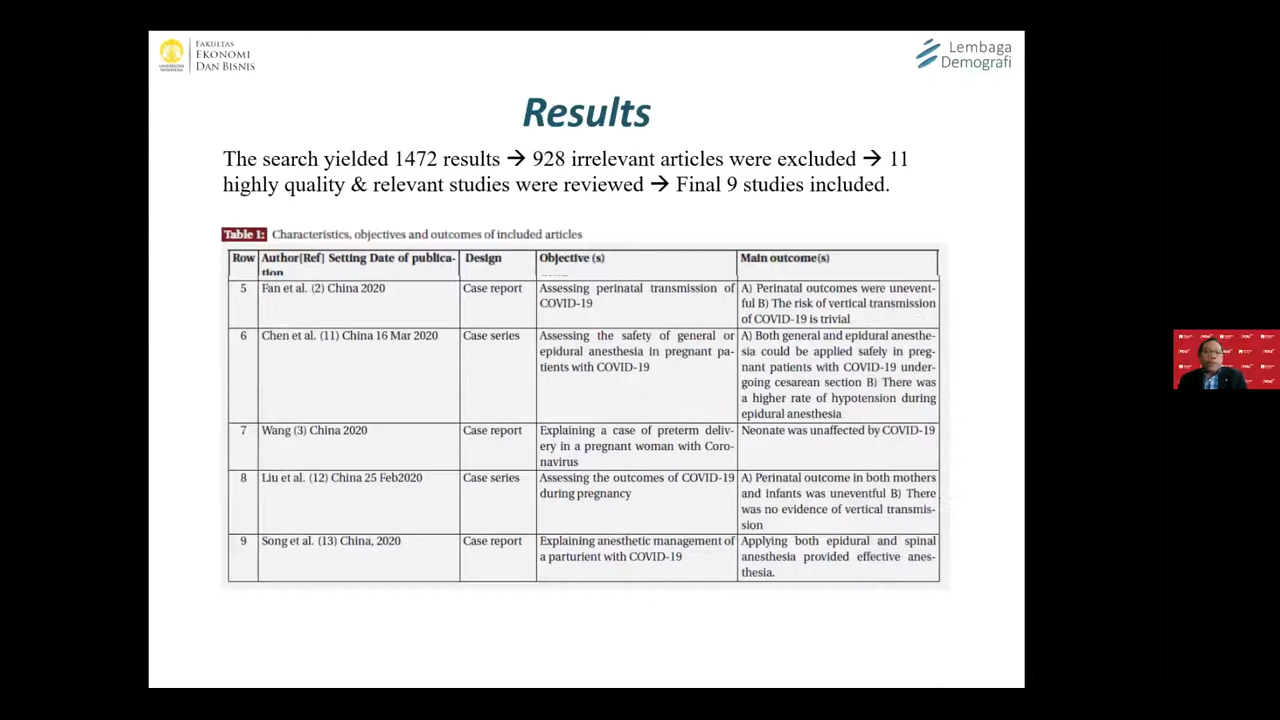 FAKULTAS
EKONOMI
DAN BISNIS
UNIVERSITAS
INDONESIA
Lembaga
Demografi
Results
The search yielded 1472 results → 928 irrelevant articles were excluded → 11
highly quality & relevant studies were reviewed → Final 9 studies included.
Table 1: Characteristics, objectives and outcomes of included articles
Row Author[Ref] Setting Date of publica- Design Objective (s) Main outcome(s)
tion
5 Fan et al. (2) China 2020 Case report Assessing perinatal transmission of A) Perinatal outcomes were unevent-
COVID-19 ful B) The risk of vertical transmission
of COVID-19 is trivial
6 Chen et al. (11) China 16 Mar 2020 Case series Assessing the safety of general or A) Both general and epidural anesthe-
epidural anesthesia in pregnant pa- sia could be applied safely in preg-
tients with COVID-19 nant patients with COVID-19 under-
going cesarean section B) There was
a higher rate of hypotension during
epidural anesthesia
7 Wang (3) China 2020 Case report Explaining a case of preterm deliv- Neonate was unaffected by COVID-19
ery in a pregnant woman with Coro-
navirus
8 Liu et al. (12) China 25 Feb2020 Case series Assessing the outcomes of COVID-19 A) Perinatal outcome in both mothers
during pregnancy and infants was uneventful B) There
was no evidence of vertical transmis-
sion
9 Song et al. (13) China, 2020 Case report Explaining anesthetic management of Applying both epidural and spinal
a parturient with COVID-19 anesthesia provided effective anes-
thesia.